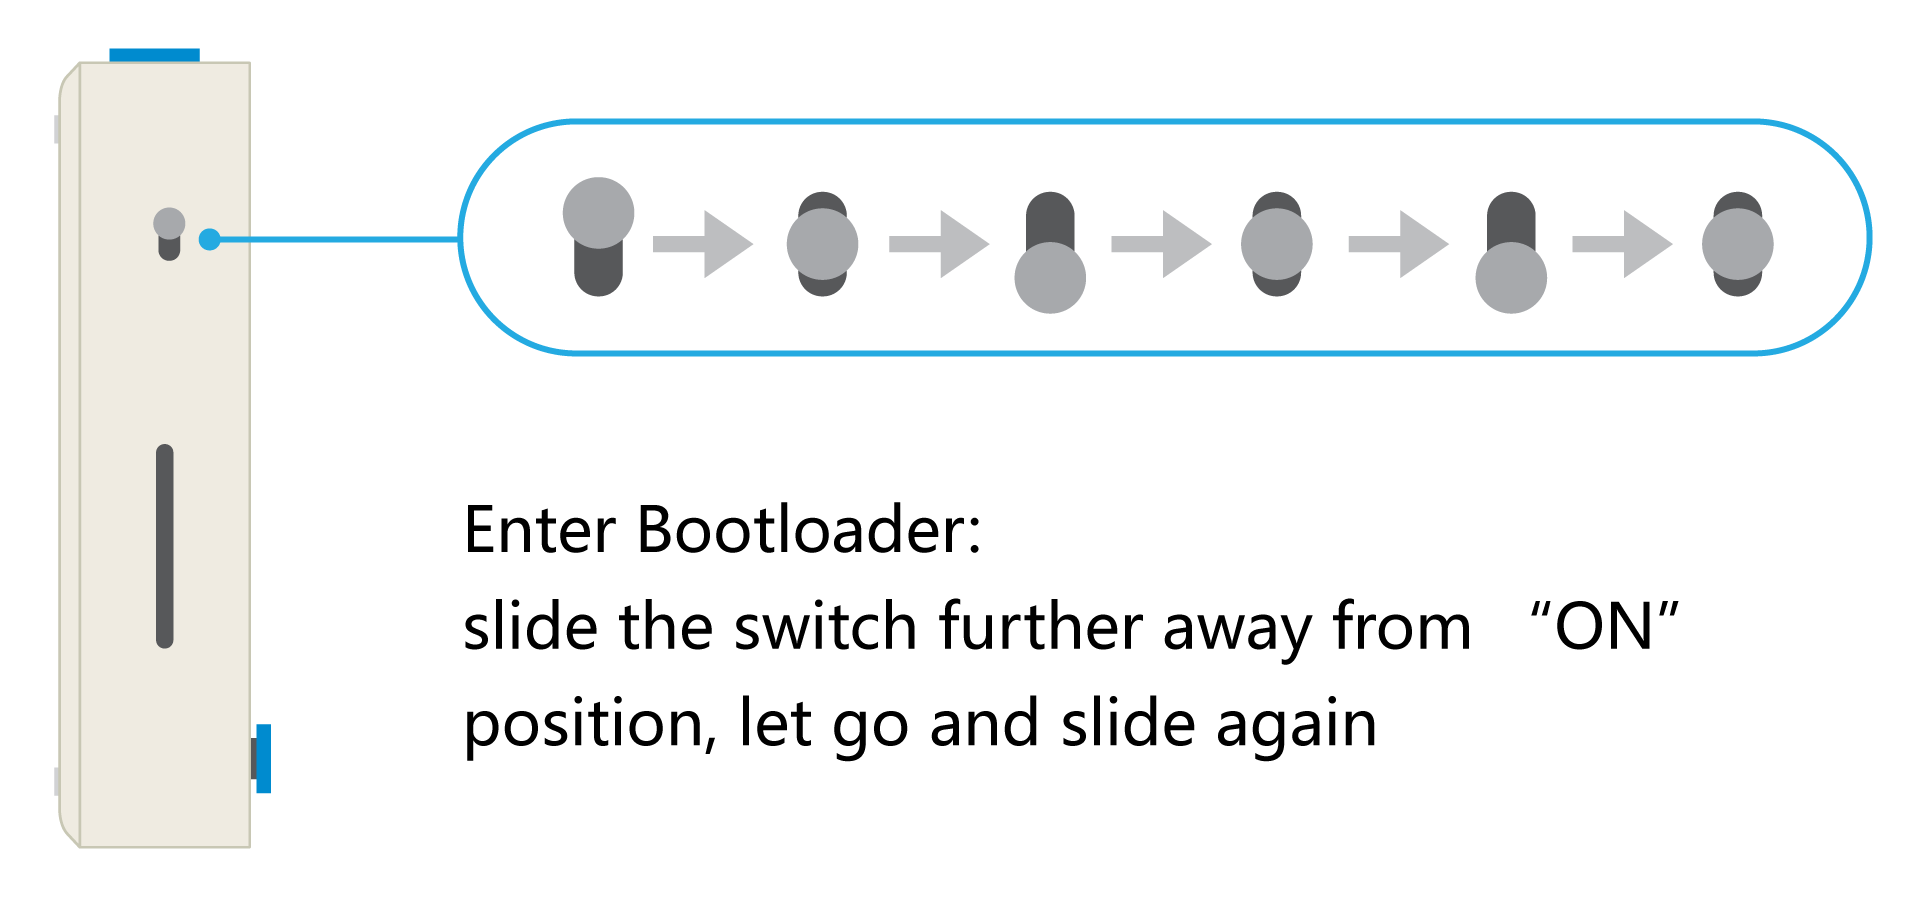 Enter Bootloader:
slide the switch further away from “ON”
position, let go and slide again